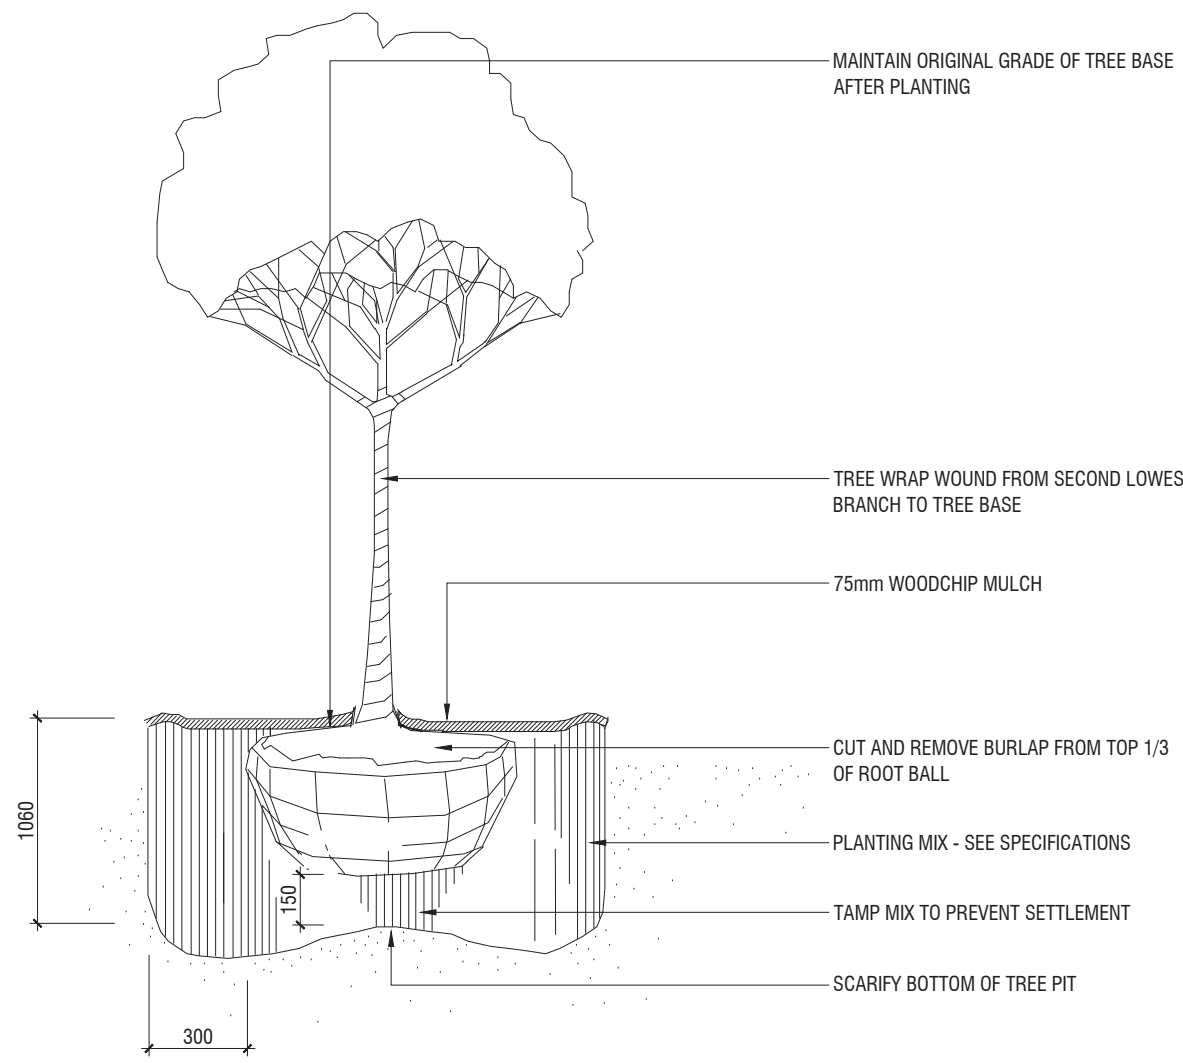 MAINTAIN ORIGINAL GRADE OF TREE BASE
AFTER PLANTING
TREE WRAP WOUND FROM SECOND LOWES
BRANCH TO TREE BASE
75mm WOODCHIP MULCH
CUT AND REMOVE BURLAP FROM TOP 1/3
OF ROOT BALL
PLANTING MIX - SEE SPECIFICATIONS
TAMP MIX TO PREVENT SETTLEMENT
SCARIFY BOTTOM OF TREE PIT
1060
150
300